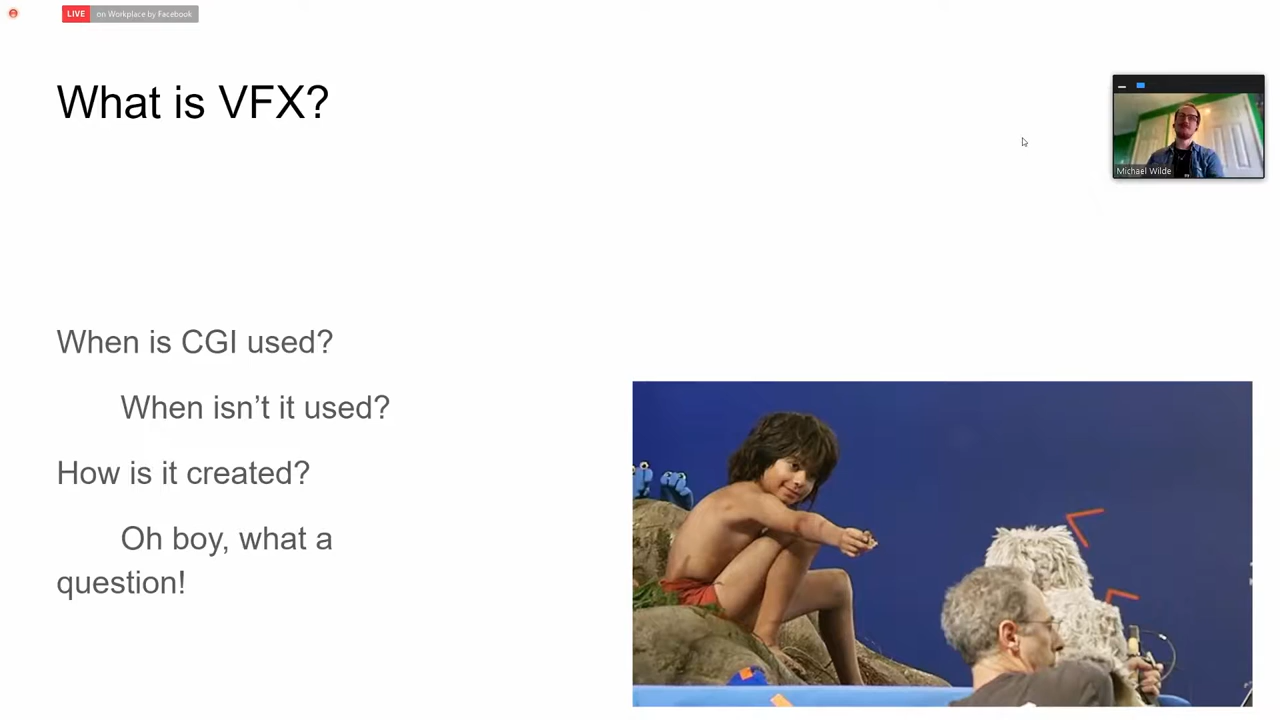 LIVE on Workplace by Facebook
What is VFX?
Michael Wilde
When is CGI used?
When isn’t it used?
How is it created?
Oh boy, what a
question!